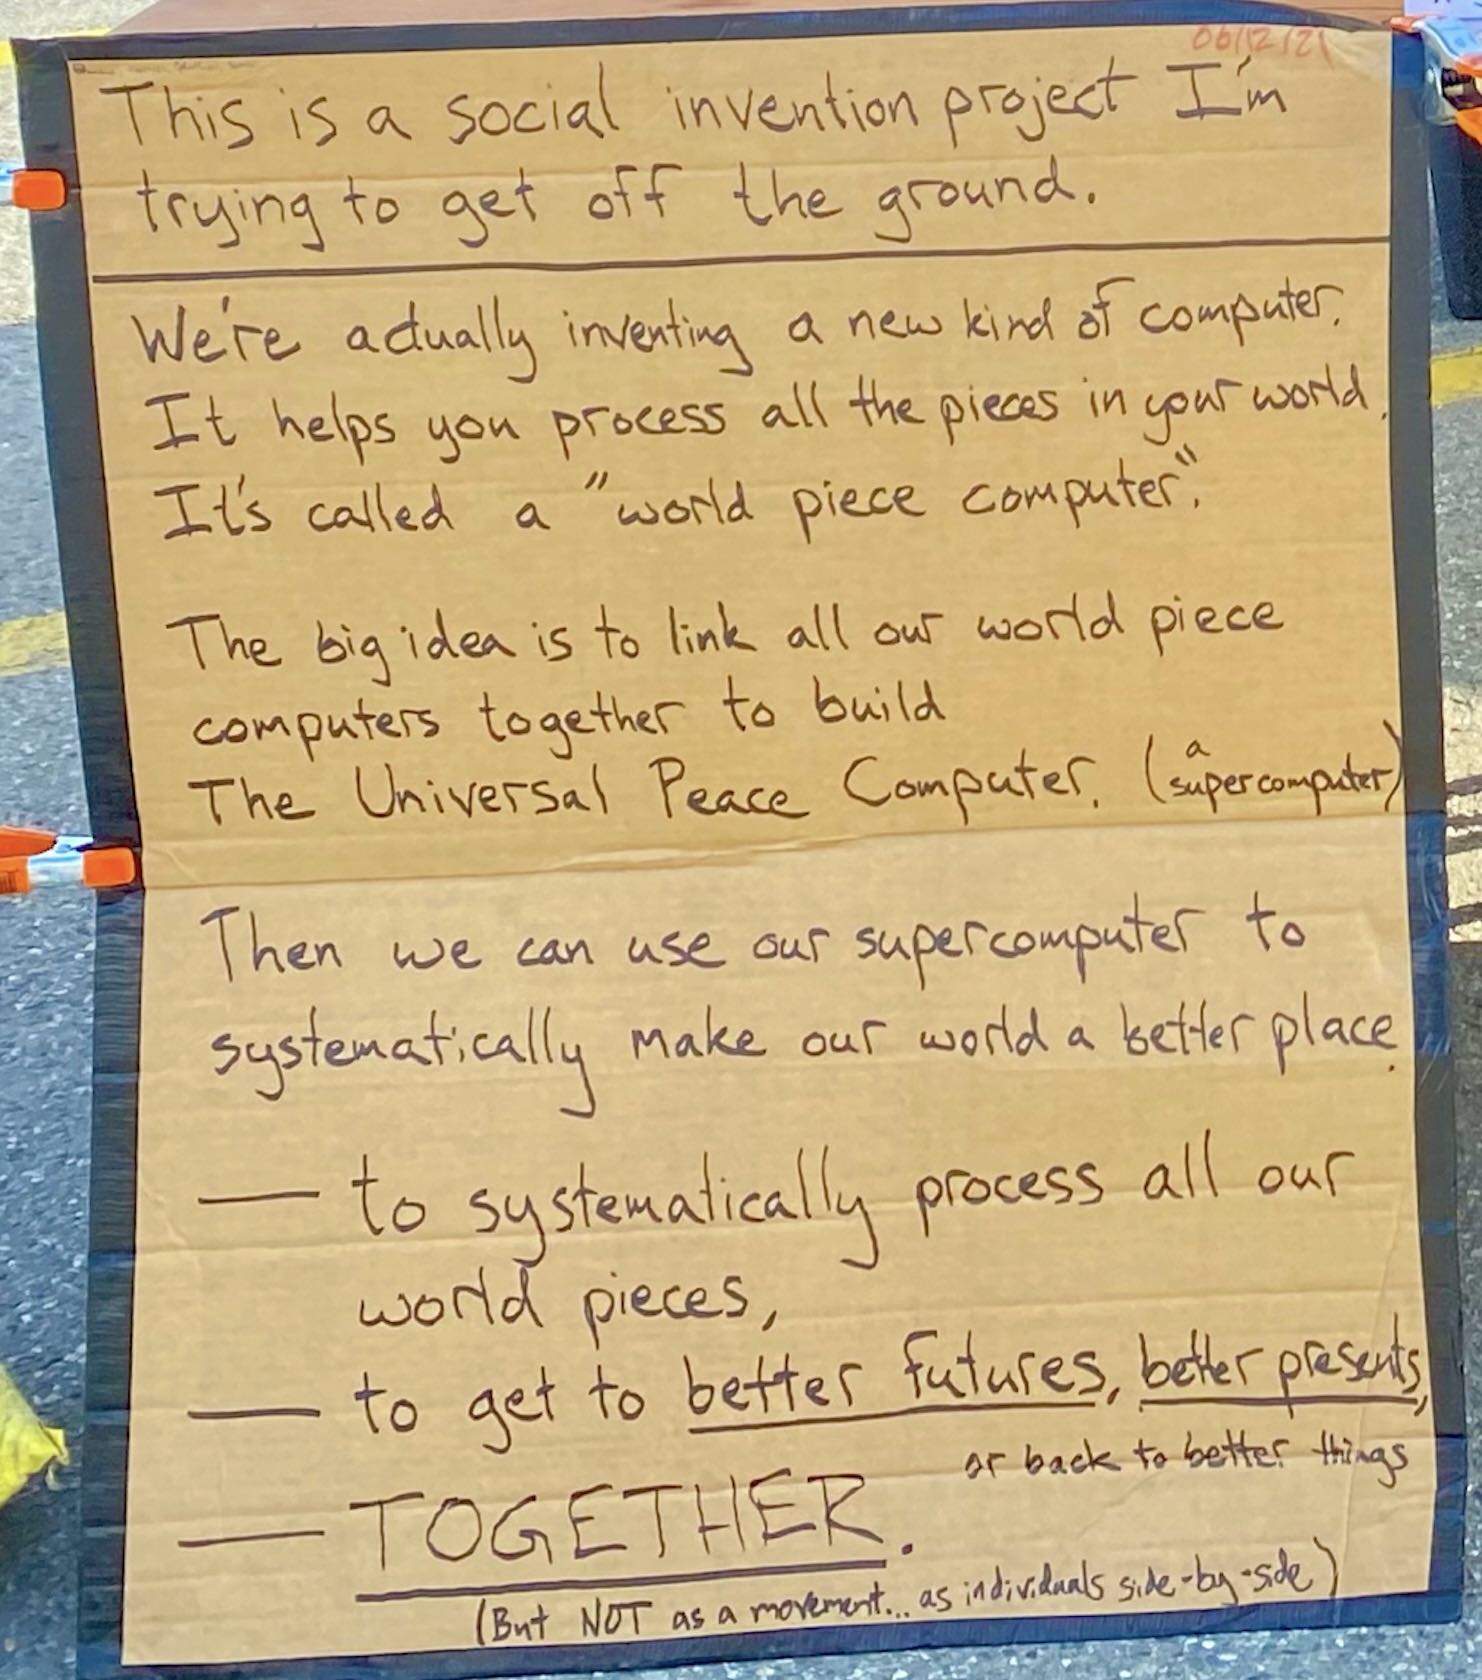 06/12/21
This is a social invention project I'm
trying to get off the ground.
We're actually inventing a new kind of computer.
It helps you process all the pieces in your world.
It's called a "world piece computer".
The big idea is to link all our world piece
computers together to build
The Universal Peace Computer. (a supercomputer)
Then we can use our supercomputer to
systematically make our world a better place.
— to systematically process all our
world pieces,
— to get to better futures, better presents,
or back to better things
— TOGETHER.
(But NOT as a movement... as individuals side-by-side)